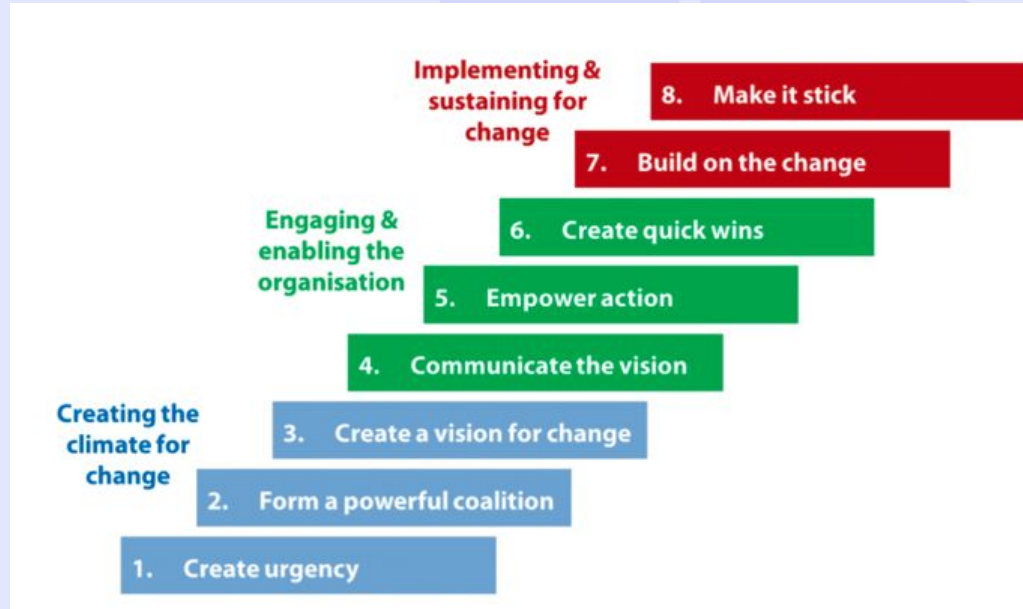 Implementing &
sustaining for
change
8. Make it stick
7. Build on the change
Engaging &
enabling the
organisation
6. Create quick wins
5. Empower action
4. Communicate the vision
Creating the
climate for
change
3. Create a vision for change
2. Form a powerful coalition
1. Create urgency